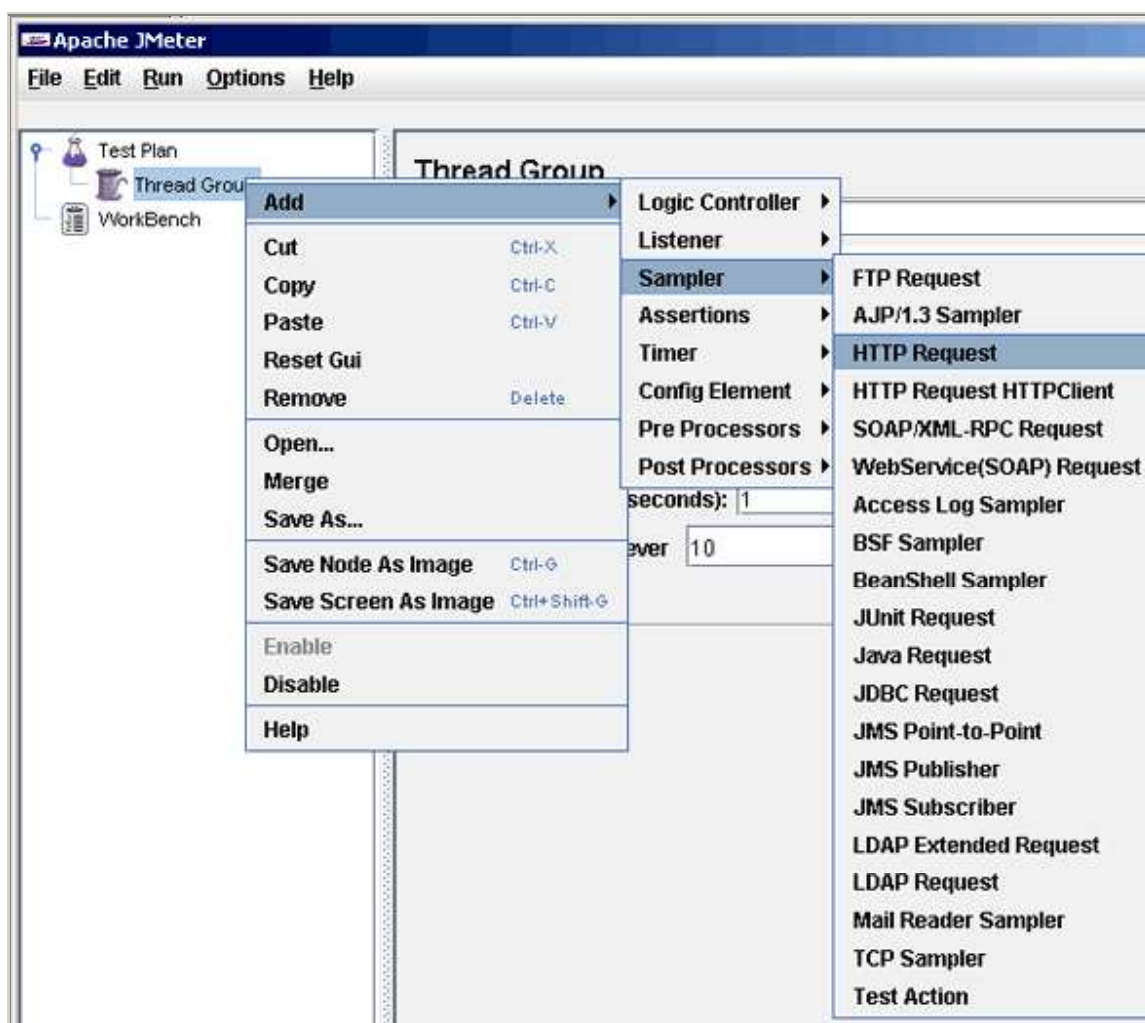 Apache JMeter
File Edit Run Options Help
Test Plan
Thread Grou
WorkBench
Thread Group
Add
Cut Ctrl-X
Copy Ctrl-C
Paste Ctrl-V
Reset Gui
Remove Delete
Open...
Merge
Save As...
Save Node As Image Ctrl-G
Save Screen As Image Ctrl+Shift-G
Enable
Disable
Help
Logic Controller
Listener
Sampler
Assertions
Timer
Config Element
Pre Processors
Post Processors
seconds): 1
ever 10
FTP Request
AJP/1.3 Sampler
HTTP Request
HTTP Request HTTPClient
SOAP/XML-RPC Request
WebService(SOAP) Request
Access Log Sampler
BSF Sampler
BeanShell Sampler
JUnit Request
Java Request
JDBC Request
JMS Point-to-Point
JMS Publisher
JMS Subscriber
LDAP Extended Request
LDAP Request
Mail Reader Sampler
TCP Sampler
Test Action